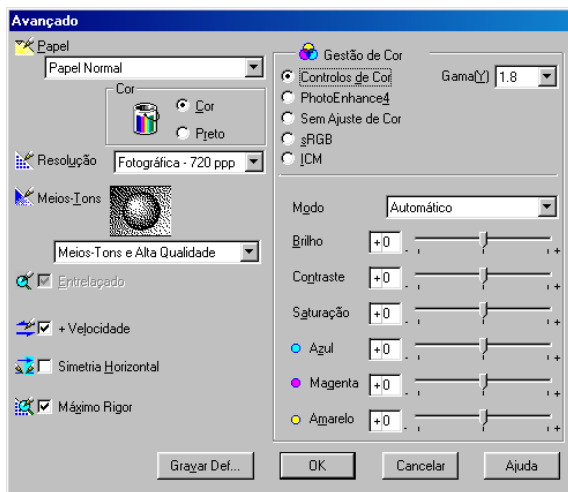 Avançado
Papel
Papel Normal
Cor
Cor
Preto
Resolução
Fotográfica - 720 ppp
Meios-Tons
Meios-Tons e Alta Qualidade
Entrelaçado
+ Velocidade
Simetria Horizontal
Máximo Rigor
Gestão de Cor
Controlos de Cor
Gama(Y) 1.8
PhotoEnhance4
Sem Ajuste de Cor
sRGB
ICM
Modo Automático
Brilho +0 - +
Contraste +0 - +
Saturação +0 - +
Azul +0 - +
Magenta +0 - +
Amarelo +0 - +
Gravar Def... OK Cancelar Ajuda